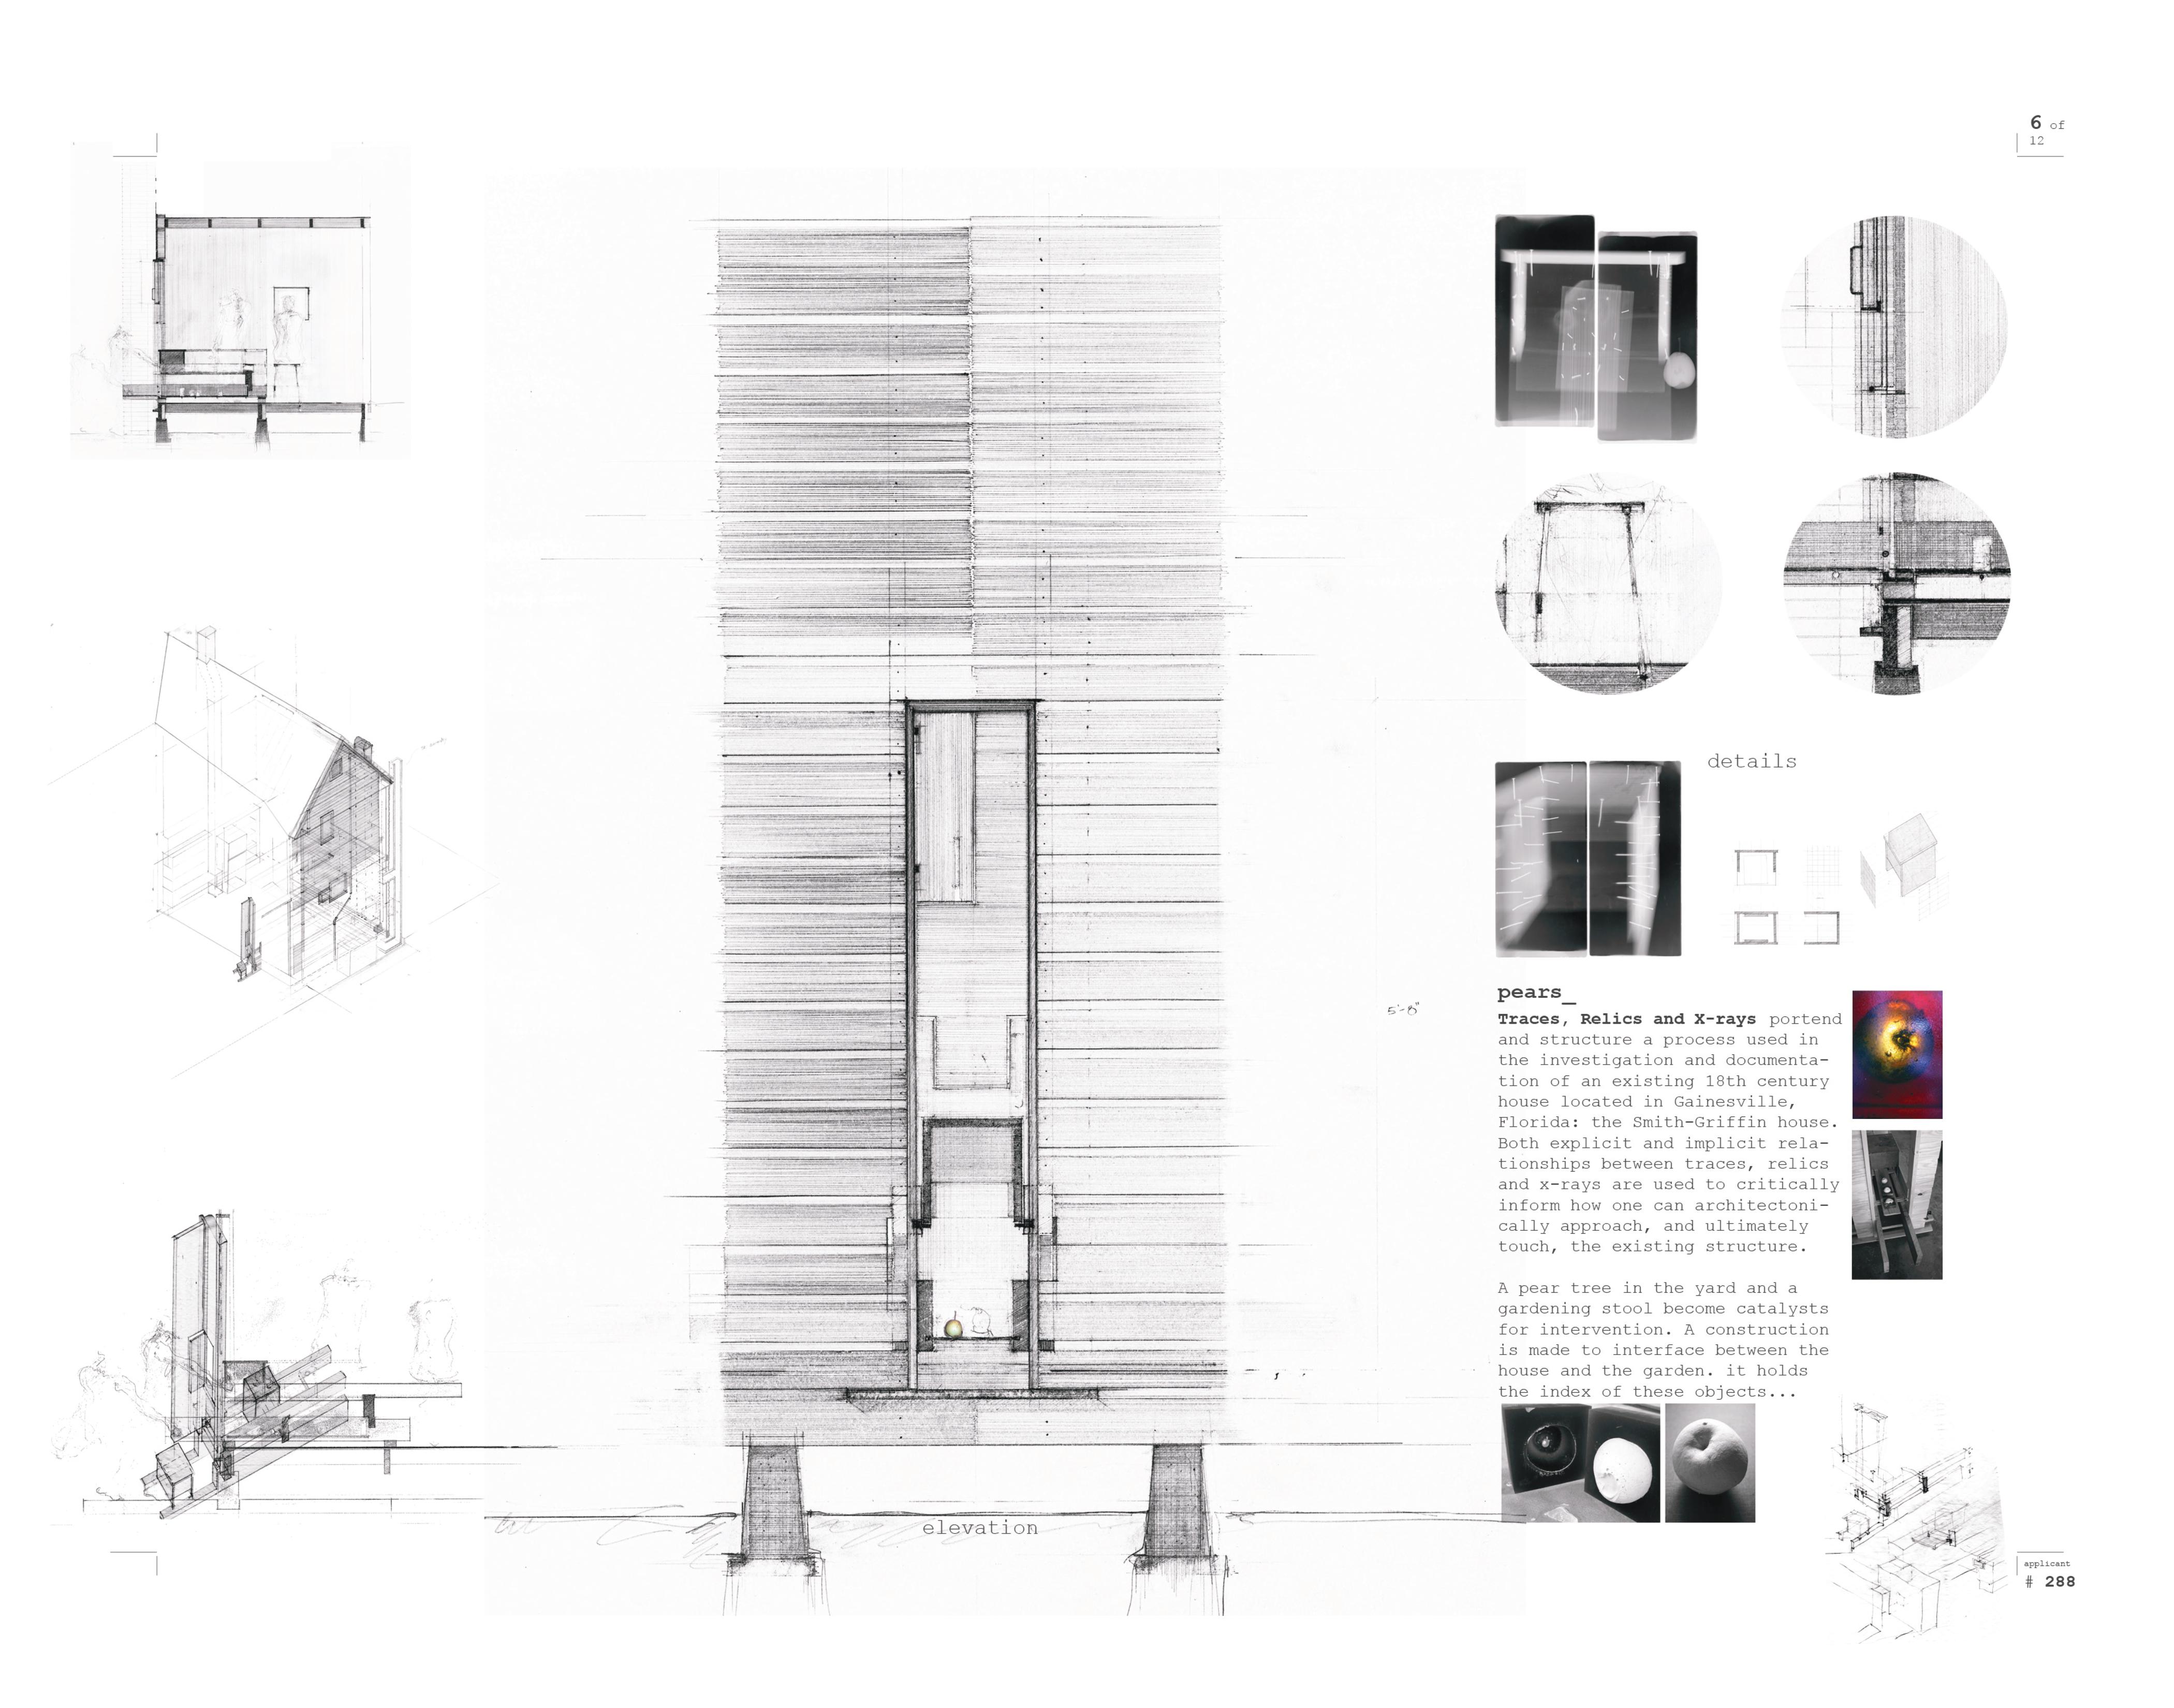 6 of
12
details
5'-8"
pears_
Traces, Relics and X-rays portend
and structure a process used in
the investigation and documenta-
tion of an existing 18th century
house located in Gainesville,
Florida: the Smith-Griffin house.
Both explicit and implicit rela-
tionships between traces, relics
and x-rays are used to critically
inform how one can architectoni-
cally approach, and ultimately
touch, the existing structure.
A pear tree in the yard and a
gardening stool become catalysts
for intervention. A construction
is made to interface between the
house and the garden. it holds
the index of these objects...
elevation
applicant
# 288